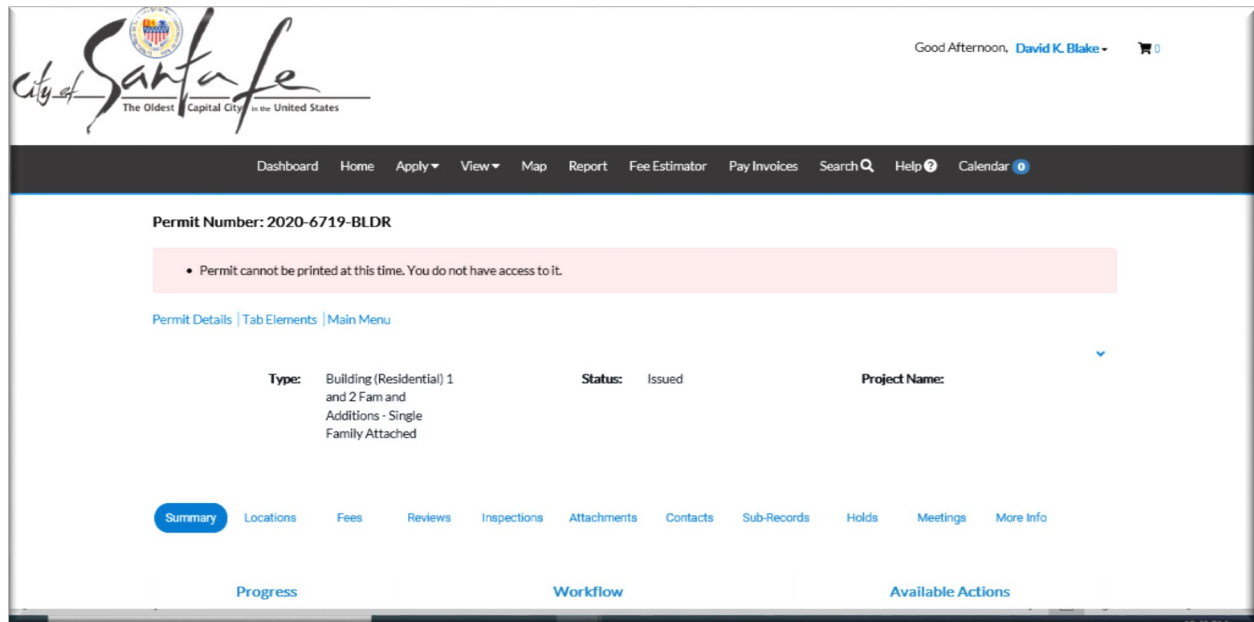 City of Santa Fe
The Oldest Capital City in the United States
Good Afternoon, David K. Blake
0
Dashboard Home Apply View Map Report Fee Estimator Pay Invoices Search Help Calendar 0
Permit Number: 2020-6719-BLDR
• Permit cannot be printed at this time. You do not have access to it.
Permit Details | Tab Elements | Main Menu
Type: Building (Residential) 1 Status: Issued Project Name:
and 2 Fam and
Additions - Single
Family Attached
Summary Locations Fees Reviews Inspections Attachments Contacts Sub-Records Holds Meetings More Info
Progress Workflow Available Actions